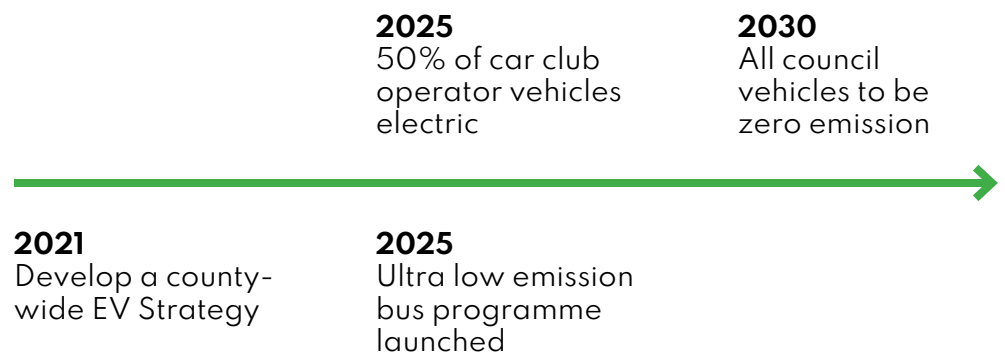 2025
50% of car club
operator vehicles
electric
2030
All council
vehicles to be
zero emission
2021
Develop a county-
wide EV Strategy
2025
Ultra low emission
bus programme
launched